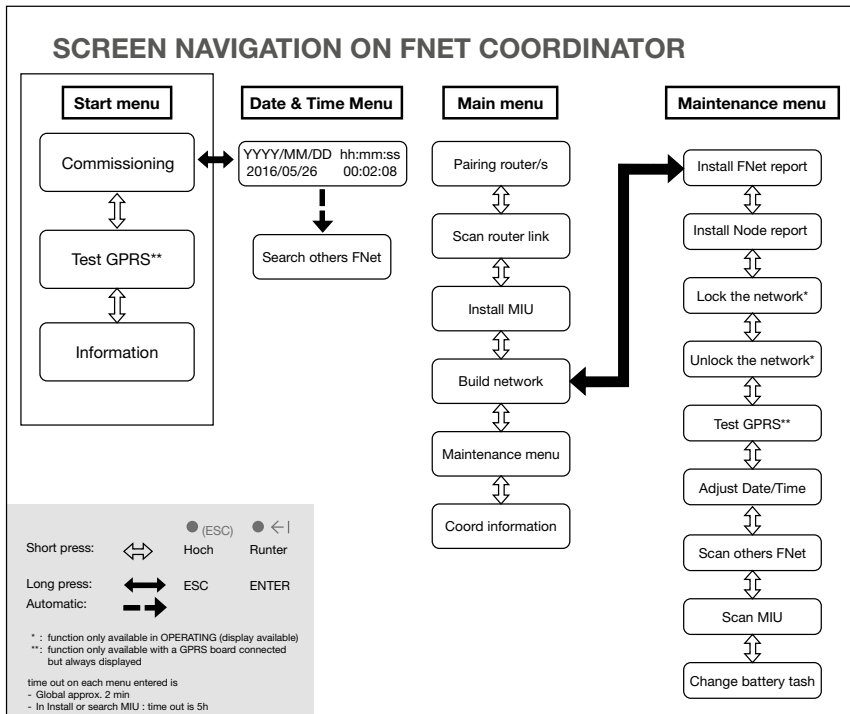 SCREEN NAVIGATION ON FNET COORDINATOR
Start menu
Commissioning
Test GPRS**
Information
Date & Time Menu
YYYY/MM/DD hh:mm:ss
2016/05/26 00:02:08
Search others FNet
Main menu
Pairing router/s
Scan router link
Install MIU
Build network
Maintenance menu
Coord information
Maintenance menu
Install FNet report
Install Node report
Lock the network*
Unlock the network*
Test GPRS**
Adjust Date/Time
Scan others FNet
Scan MIU
Change battery tash
(ESC)
Short press: Hoch Runter
Long press: ESC ENTER
Automatic:
* : function only available in OPERATING (display available)
**: function only available with a GPRS board connected
but always displayed
time out on each menu entered is
- Global approx. 2 min
- In Install or search MIU : time out is 5h